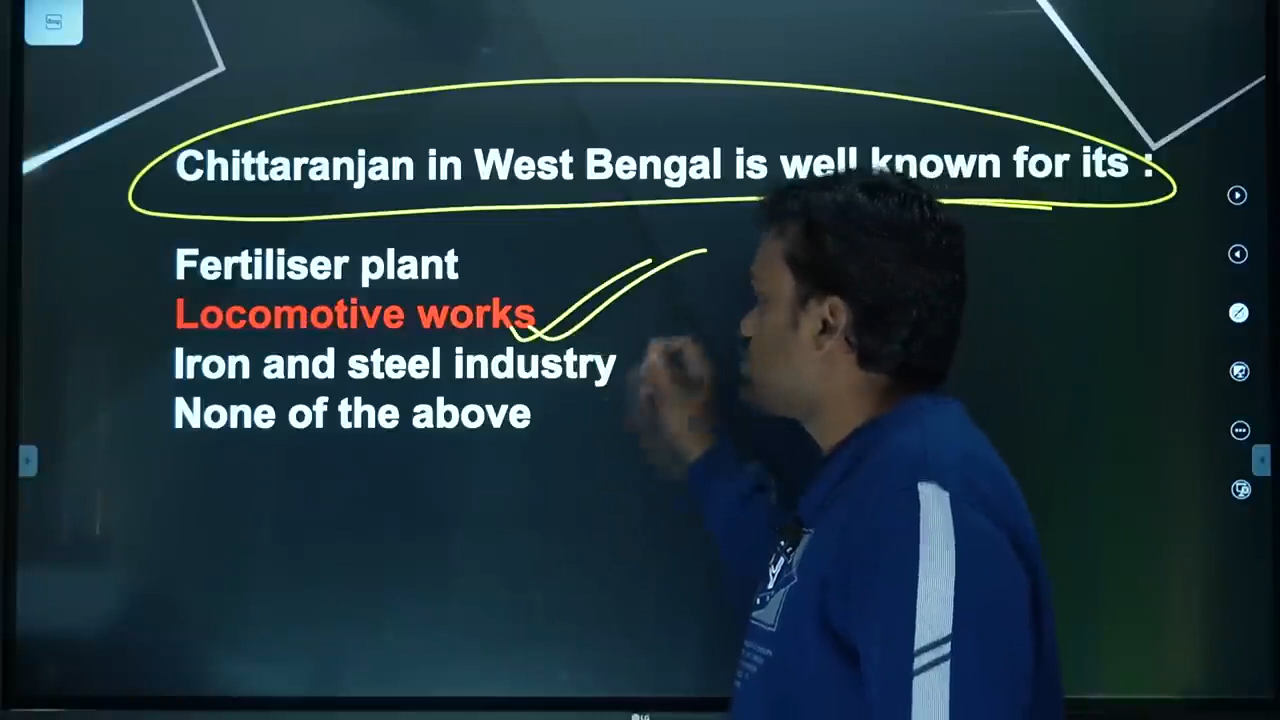 Chittaranjan in West Bengal is well known for its :
Fertiliser plant
Locomotive works
Iron and steel industry
None of the above
LG